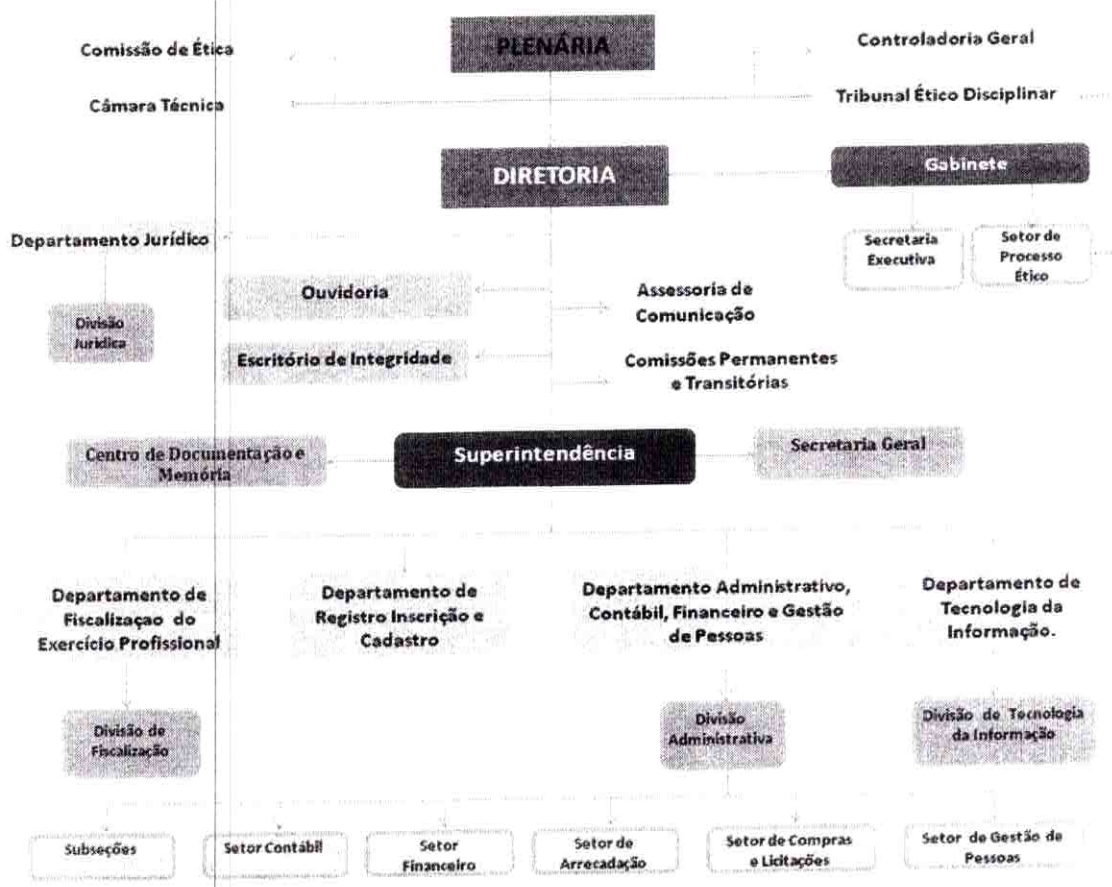 PLENÁRIA
Comissão de Ética
Controladoria Geral
Câmara Técnica
Tribunal Ético Disciplinar
DIRETORIA
Gabinete
Departamento Jurídico
Secretaria
Executiva
Setor de
Processo
Ético
Ouvidoria
Assessoria de
Comunicação
Divisão
Jurídica
Escritório de Integridade
Comissões Permanentes
e Transitórias
Centro de Documentação e
Memória
Superintendência
Secretaria Geral
Departamento de
Fiscalizaçao do
Exercício Profissional
Departamento de
Registro Inscrição e
Cadastro
Departamento Administrativo,
Contábil, Financeiro e Gestão
de Pessoas
Departamento de
Tecnologia da
Informação.
Divisão de
Fiscalização
Divisão
Administrativa
Divisão de Tecnologia
da Informação
Subseções
Setor Contábil
Setor
Financeiro
Setor de
Arrecadação
Setor de Compras
e Licitações
Setor de Gestão de
Pessoas